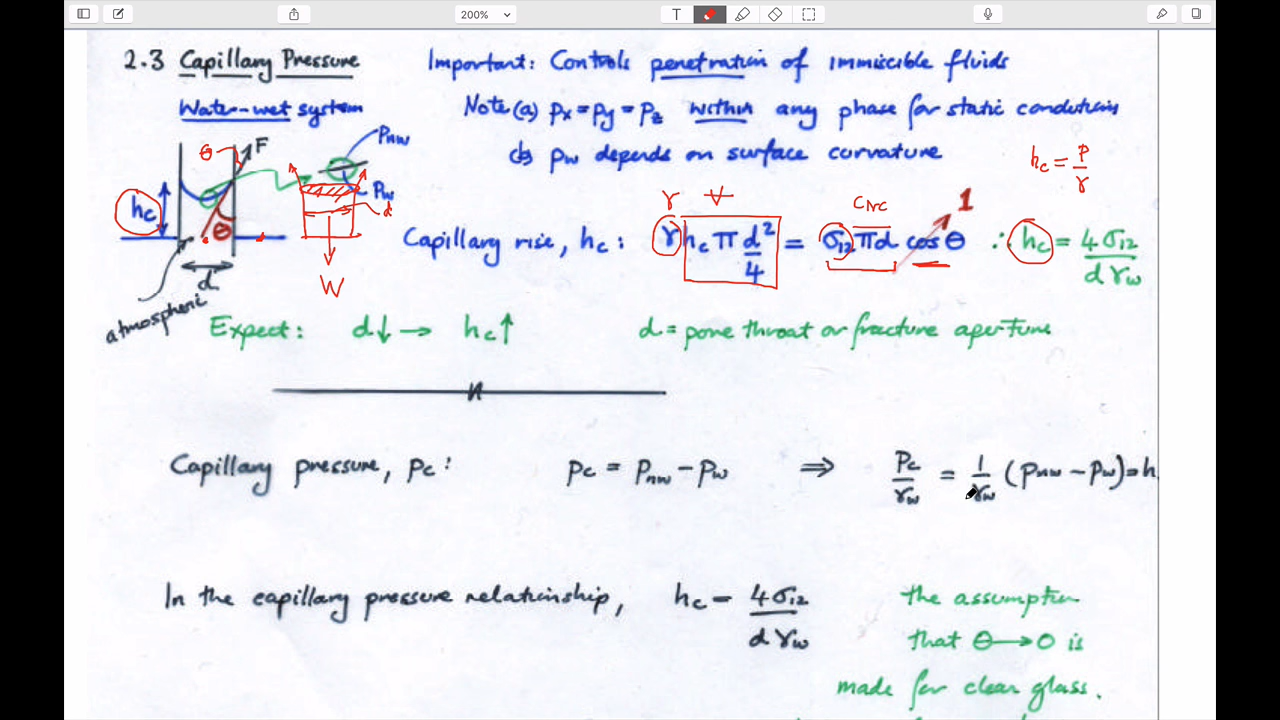 200%
T
2.3 Capillary Pressure Important: Controls penetration of immiscible fluids
Water-wet system Note (a) px = py = pz within any phase for static conditions
(b) pw depends on surface curvature
hc = P/γ
θ F Pnw
Pw
hc θ d
γ ∀ CIRC 1
Capillary rise, hc: γ hc π d²/4 = σ12 πd cos θ ∴ hc = 4σ12/dγw
d W
atmospheric
Expect: d↓ → hc↑ d = pore throat or fracture aperture
Capillary pressure, pc: pc = pnw - pw ⇒ pc/γw = 1/γw (pnw - pw) = h
In the capillary pressure relationship, hc = 4σ12/dγw the assumption
that θ → 0 is
made for clear glass.